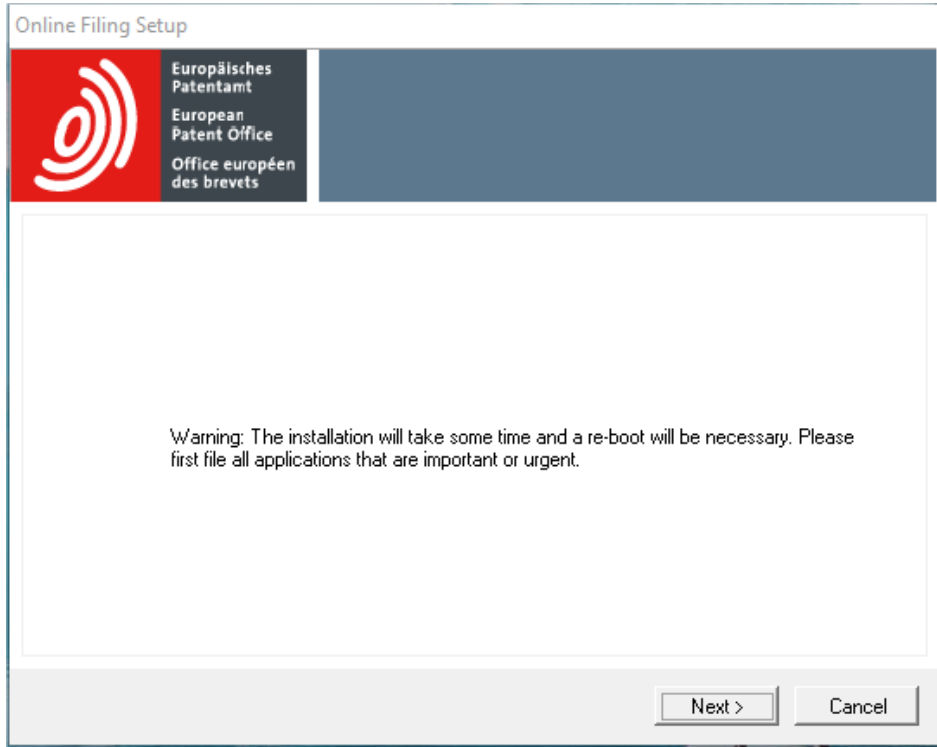 Online Filing Setup
Europäisches
Patentamt
European
Patent Office
Office européen
des brevets
Warning: The installation will take some time and a re-boot will be necessary. Please
first file all applications that are important or urgent.
Next >
Cancel